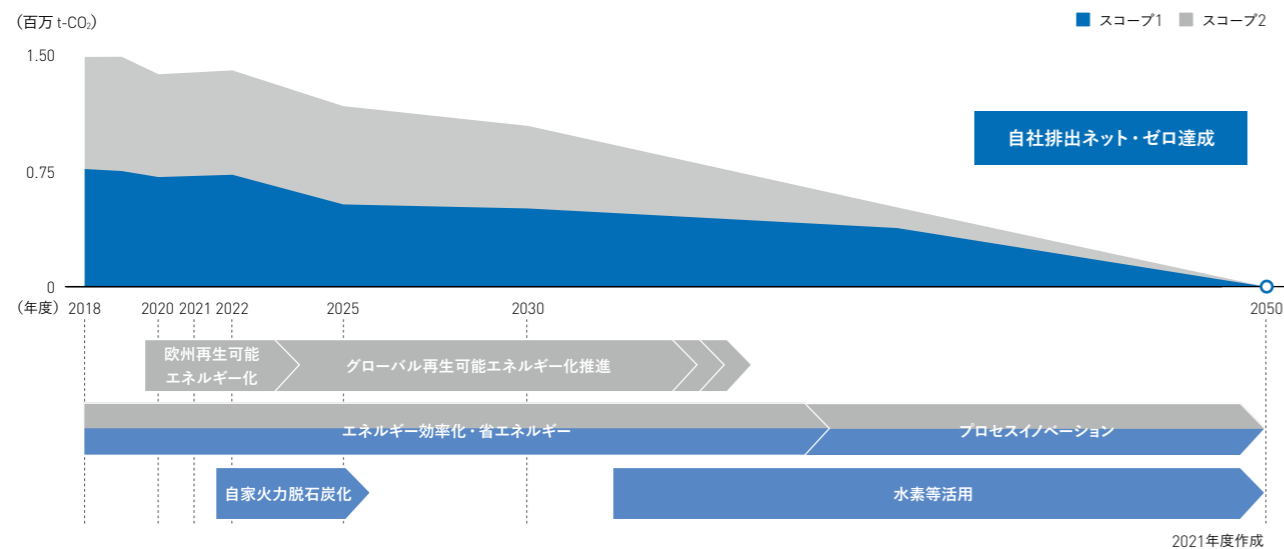 （百万 t-CO₂）
スコープ1 スコープ2
1.50
0.75
自社排出ネット・ゼロ達成
0
（年度） 2018 2020 2021 2022 2025 2030 2050
欧州再生可能
エネルギー化
グローバル再生可能エネルギー化推進
エネルギー効率化・省エネルギー
プロセスイノベーション
自家火力脱石炭化
水素等活用
2021年度作成